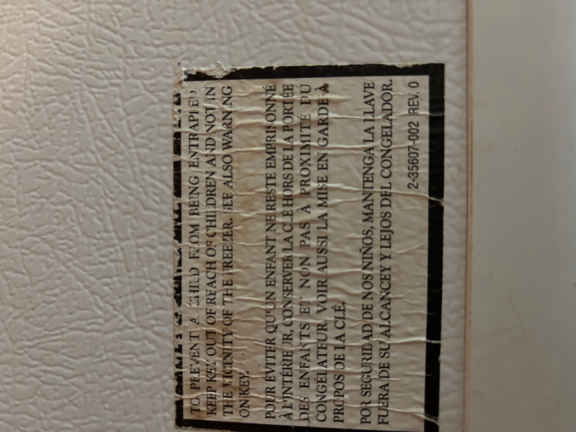 TO PREVENT A CHILD FROM BEING ENTRAPPED
KEEP KEY OUT OF REACH OF CHILDREN AND NOT IN
THE VICINITY OF THE FREEZER. SEE ALSO WARNING
ON KEY.
POUR ÉVITER QU'UN ENFANT NE RESTE EMPRISONNÉ
À L'INTÉRIEUR, CONSERVER LA CLÉ HORS DE LA PORTÉE
DES ENFANTS ET NON PAS À PROXIMITÉ DU
CONGÉLATEUR. VOIR AUSSI LA MISE EN GARDE À
PROPOS DE LA CLÉ.
POR SEGURIDAD DE NOS NIÑOS, MANTENGA LA LLAVE
FUERA DE SU ALCANCE Y LEJOS DEL CONGELADOR.
2-35607-002 REV. 0